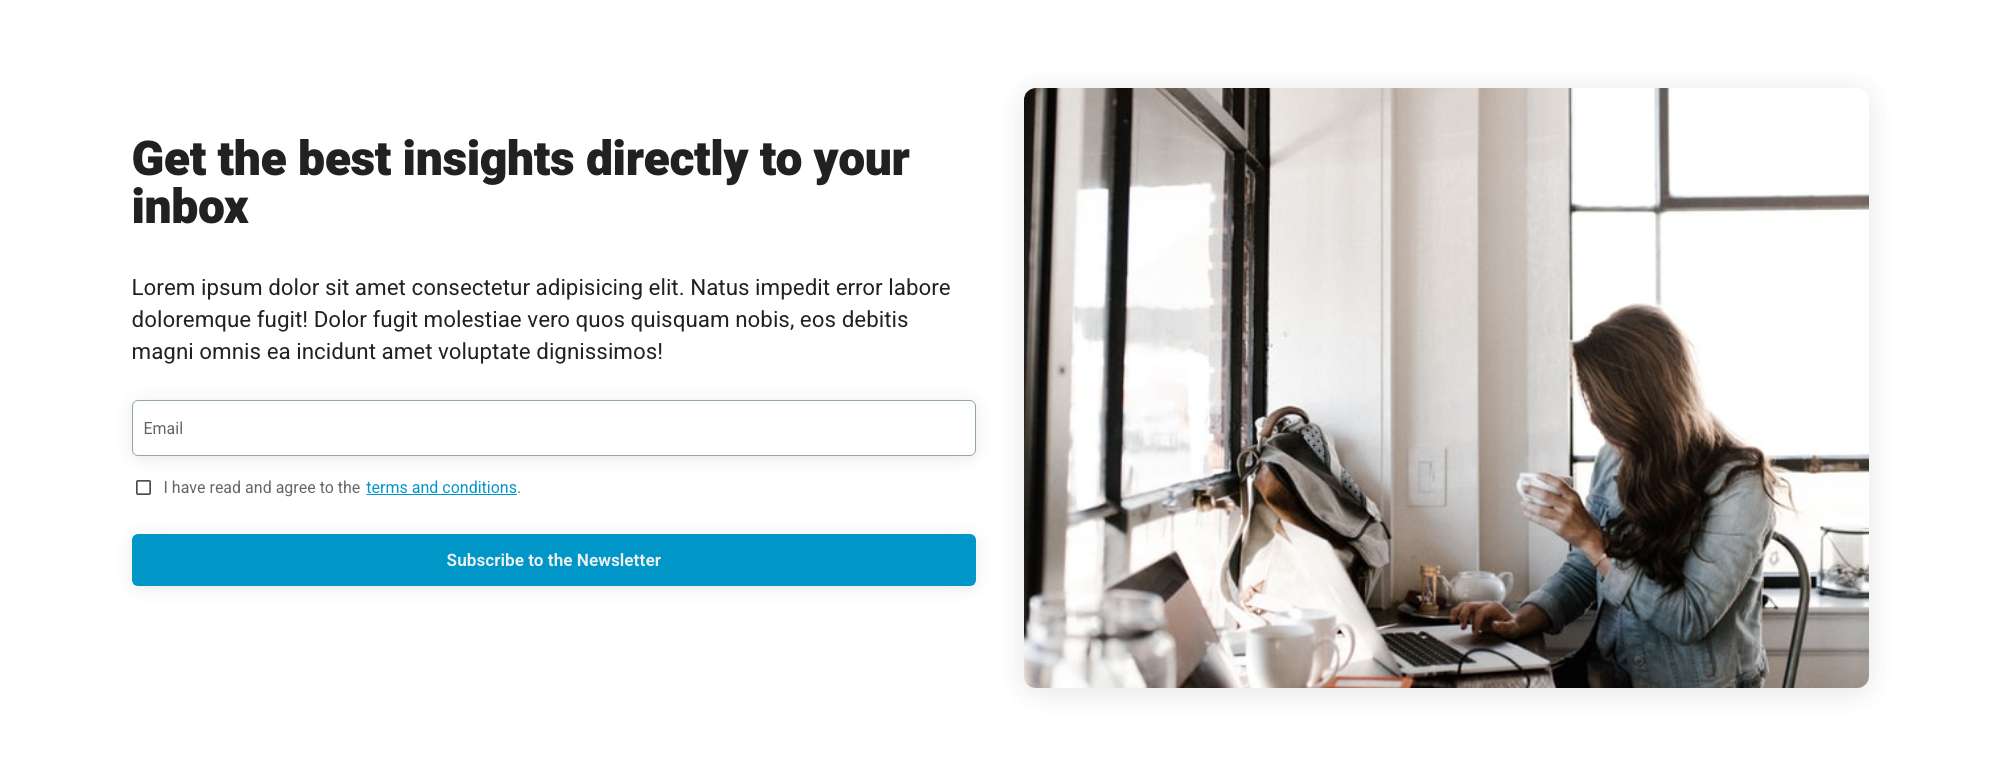 Get the best insights directly to your
inbox
Lorem ipsum dolor sit amet consectetur adipisicing elit. Natus impedit error labore
doloremque fugit! Dolor fugit molestiae vero quos quisquam nobis, eos debitis
magni omnis ea incidunt amet voluptate dignissimos!
Email
I have read and agree to the terms and conditions.
Subscribe to the Newsletter